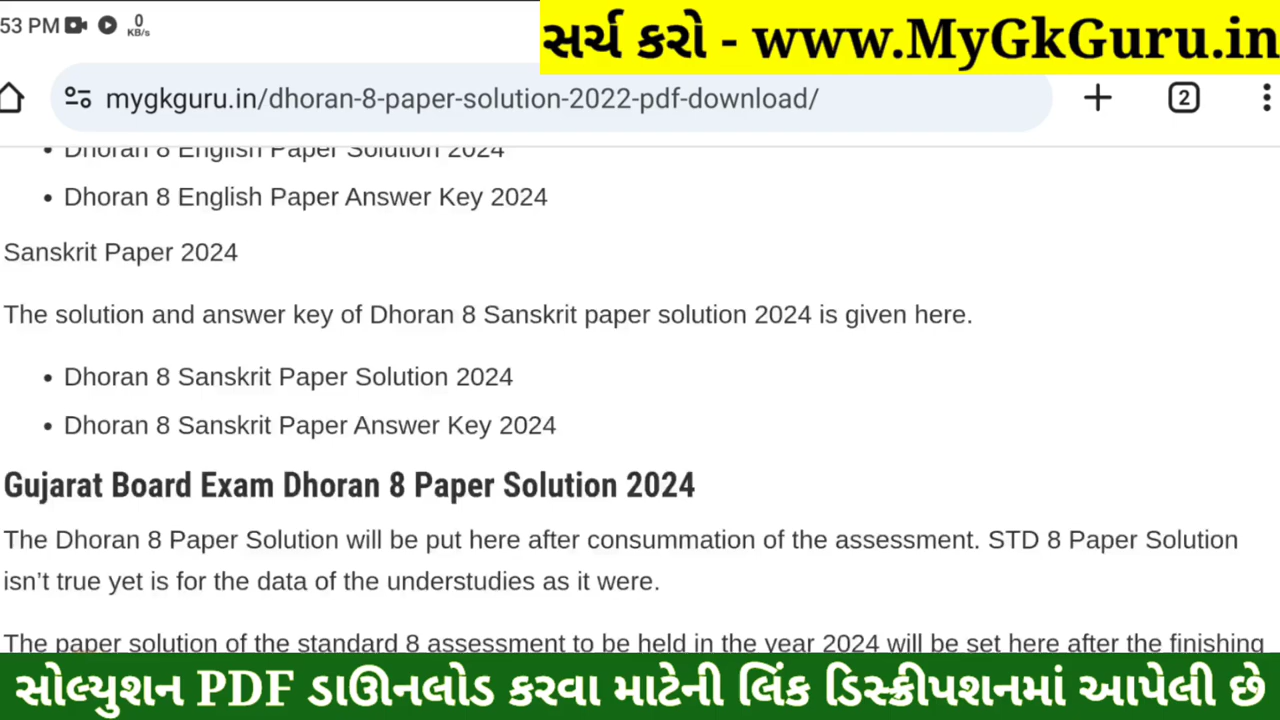 53 PM 0 KB/s
સર્ચ કરો - www.MyGkGuru.in
mygkguru.in/dhoran-8-paper-solution-2022-pdf-download/ 2
• Dhoran 8 English Paper Solution 2024
• Dhoran 8 English Paper Answer Key 2024
Sanskrit Paper 2024
The solution and answer key of Dhoran 8 Sanskrit paper solution 2024 is given here.
• Dhoran 8 Sanskrit Paper Solution 2024
• Dhoran 8 Sanskrit Paper Answer Key 2024
Gujarat Board Exam Dhoran 8 Paper Solution 2024
The Dhoran 8 Paper Solution will be put here after consummation of the assessment. STD 8 Paper Solution
isn’t true yet is for the data of the understudies as it were.
The paper solution of the standard 8 assessment to be held in the year 2024 will be set here after the finishing
સોલ્યુશન PDF ડાઊનલોડ કરવા માટેની લિંક ડિસ્ક્રીપશનમાં આપેલી છે